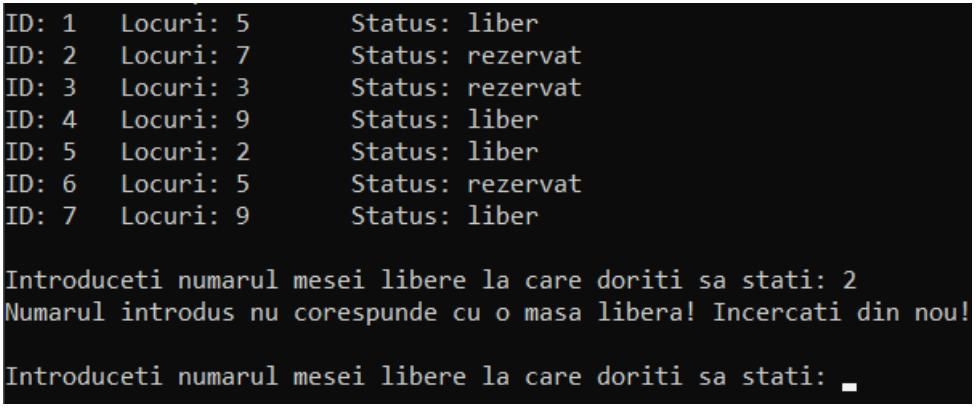 ID: 1 Locuri: 5 Status: liber
ID: 2 Locuri: 7 Status: rezervat
ID: 3 Locuri: 3 Status: rezervat
ID: 4 Locuri: 9 Status: liber
ID: 5 Locuri: 2 Status: liber
ID: 6 Locuri: 5 Status: rezervat
ID: 7 Locuri: 9 Status: liber
Introduceti numarul mesei libere la care doriti sa stati: 2
Numarul introdus nu corespunde cu o masa libera! Incercati din nou!
Introduceti numarul mesei libere la care doriti sa stati: